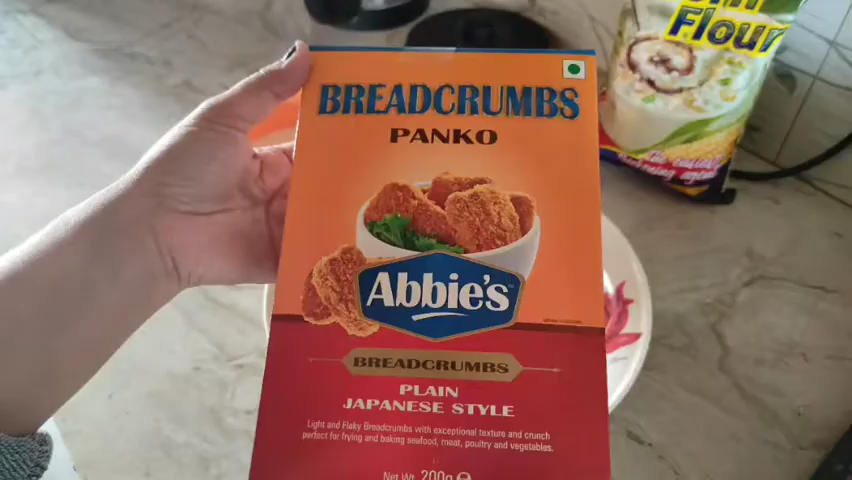 BREADCRUMBS
PANKO
Abbie's
BREADCRUMBS
PLAIN
JAPANESE STYLE
Light and Flaky Breadcrumbs with exceptional texture and crunch
perfect for frying and baking seafood, meat, poultry and vegetables.
Net Wt. 200g e
Flour